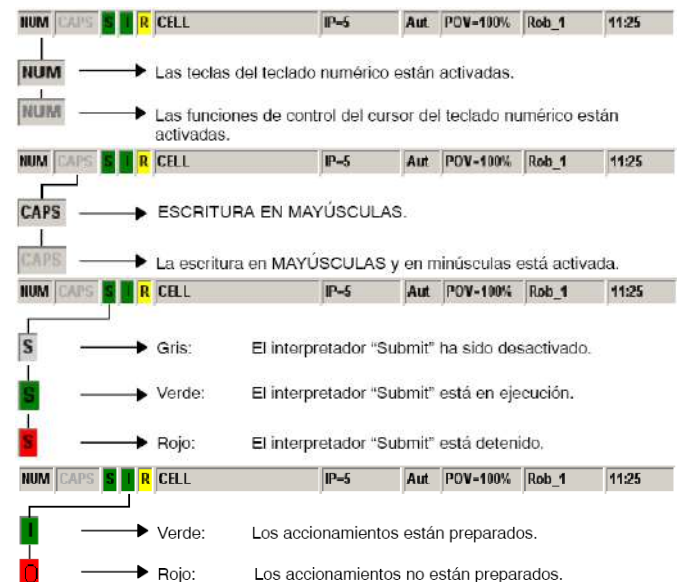 NUM CAPS S I R CELL IP=5 Aut POV=100% Rob_1 11:25
NUM Las teclas del teclado numérico están activadas.
NUM Las funciones de control del cursor del teclado numérico están
activadas.
NUM CAPS S I R CELL IP=5 Aut POV=100% Rob_1 11:25
CAPS ESCRITURA EN MAYÚSCULAS.
CAPS La escritura en MAYÚSCULAS y en minúsculas está activada.
NUM CAPS S I R CELL IP=5 Aut POV=100% Rob_1 11:25
S Gris: El interpretador “Submit” ha sido desactivado.
S Verde: El interpretador “Submit” está en ejecución.
S Rojo: El interpretador “Submit” está detenido.
NUM CAPS S I R CELL IP=5 Aut POV=100% Rob_1 11:25
I Verde: Los accionamientos están preparados.
O Rojo: Los accionamientos no están preparados.